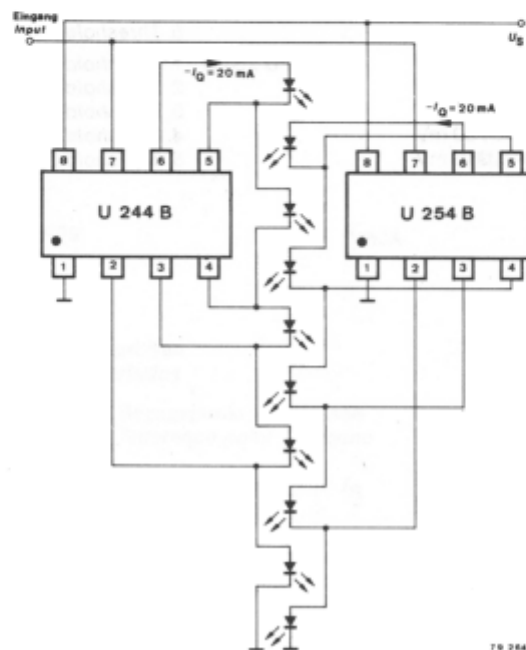 Eingang
Input
U_S
-I_Q = 20 mA
-I_Q = 20 mA
8 7 6 5
8 7 6 5
U 244 B
U 254 B
1 2 3 4
1 2 3 4